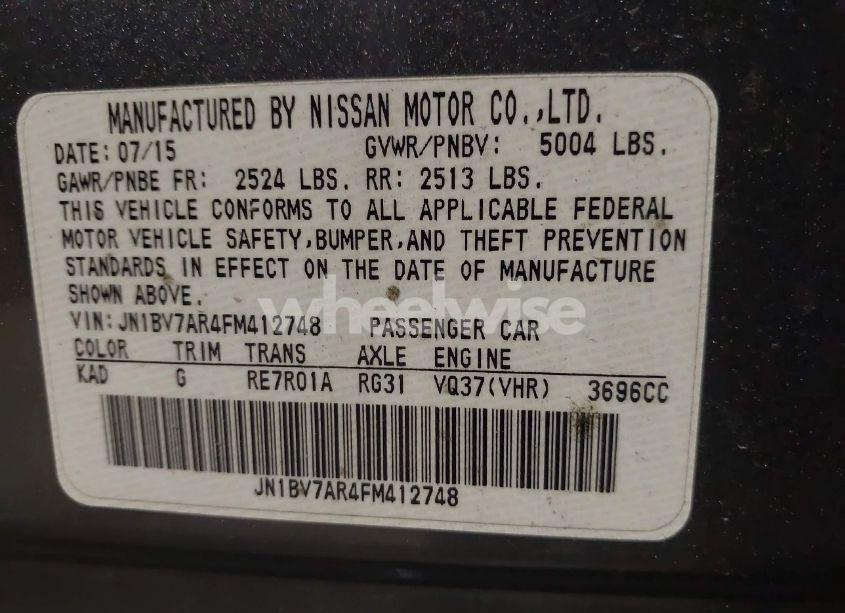 MANUFACTURED BY NISSAN MOTOR CO.,LTD.
DATE: 07/15 GVWR/PNBV: 5004 LBS.
GAWR/PNBE FR: 2524 LBS. RR: 2513 LBS.
THIS VEHICLE CONFORMS TO ALL APPLICABLE FEDERAL
MOTOR VEHICLE SAFETY,BUMPER,AND THEFT PREVENTION
STANDARDS IN EFFECT ON THE DATE OF MANUFACTURE
SHOWN ABOVE.
wheelwise
VIN: JN1BV7AR4FM412748 PASSENGER CAR
COLOR TRIM TRANS AXLE ENGINE
KAD G RE7R01A RG31 VQ37(VHR) 3696CC
JN1BV7AR4FM412748